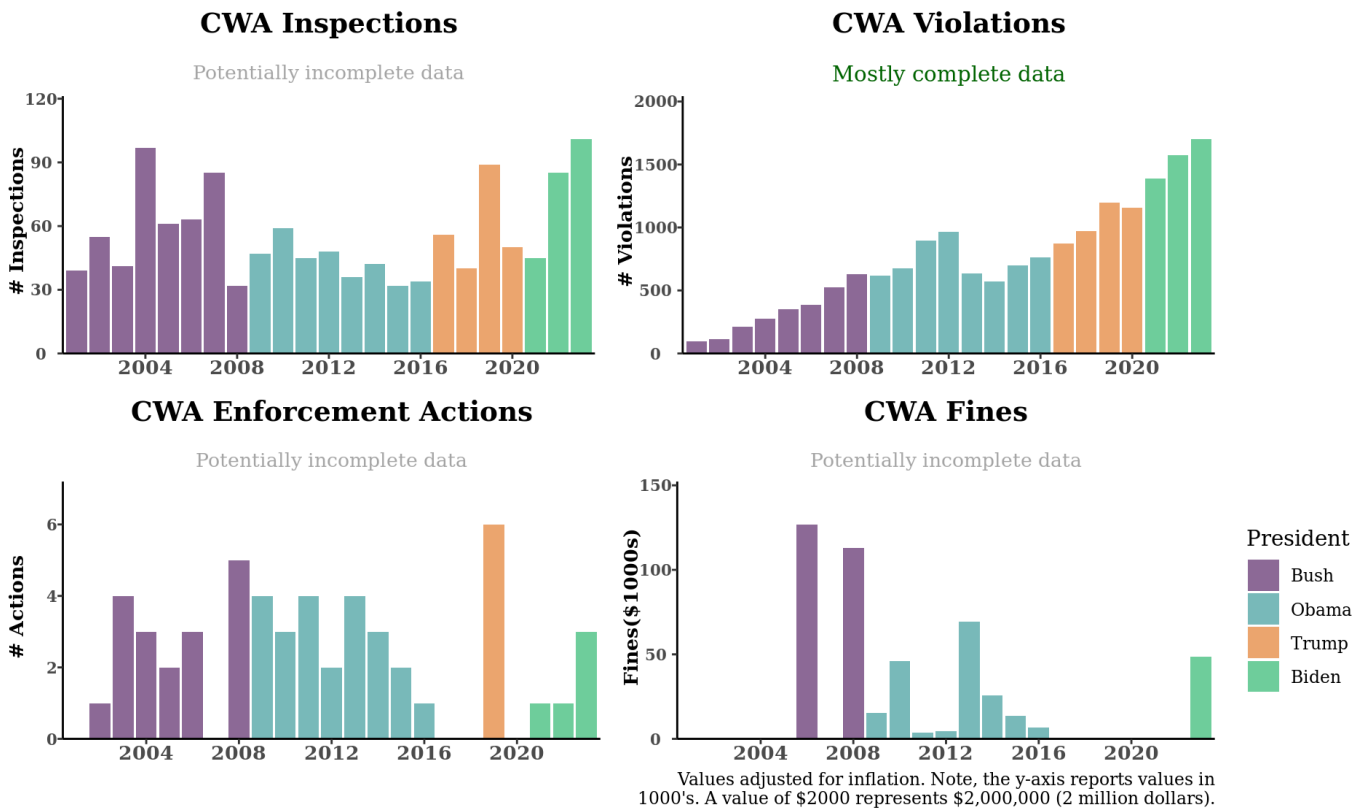 CWA Inspections
Potentially incomplete data
# Inspections
120
90
60
30
0
2004 2008 2012 2016 2020
CWA Violations
Mostly complete data
# Violations
2000
1500
1000
500
0
2004 2008 2012 2016 2020
CWA Enforcement Actions
Potentially incomplete data
# Actions
6
4
2
0
2004 2008 2012 2016 2020
CWA Fines
Potentially incomplete data
Fines($1000s)
150
100
50
0
2004 2008 2012 2016 2020
Values adjusted for inflation. Note, the y-axis reports values in
1000's. A value of $2000 represents $2,000,000 (2 million dollars).
President
Bush
Obama
Trump
Biden